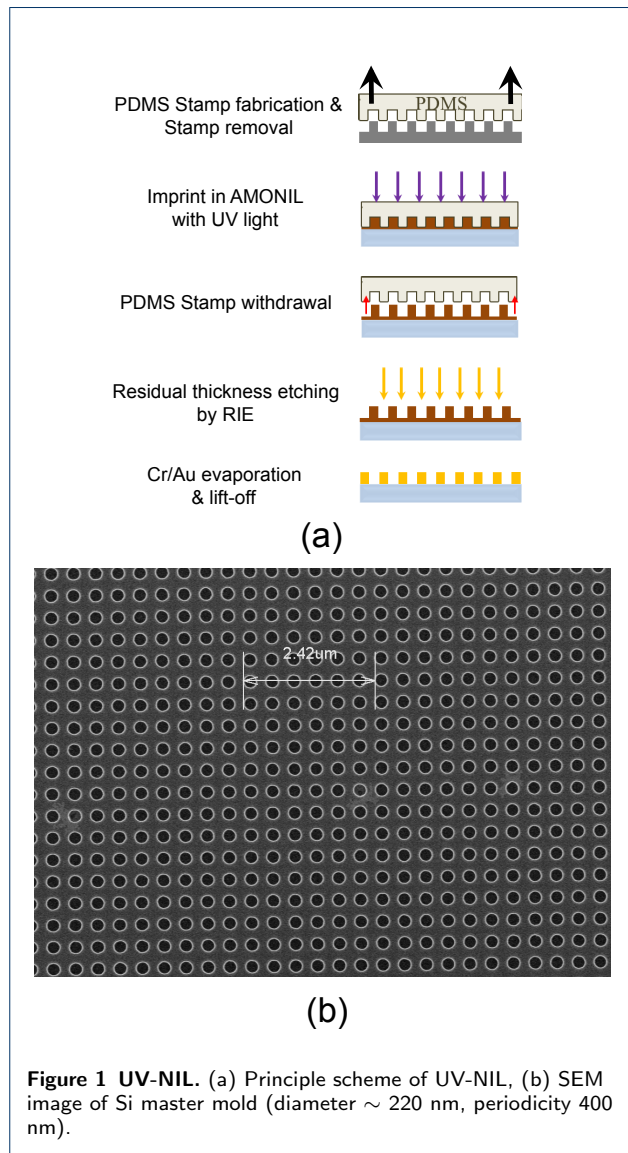 PDMS Stamp fabrication &
Stamp removal
PDMS
Imprint in AMONIL
with UV light
PDMS Stamp withdrawal
Residual thickness etching
by RIE
Cr/Au evaporation
& lift-off
(a)
2.42um
(b)
Figure 1 UV-NIL. (a) Principle scheme of UV-NIL, (b) SEM
image of Si master mold (diameter ∼ 220 nm, periodicity 400
nm).